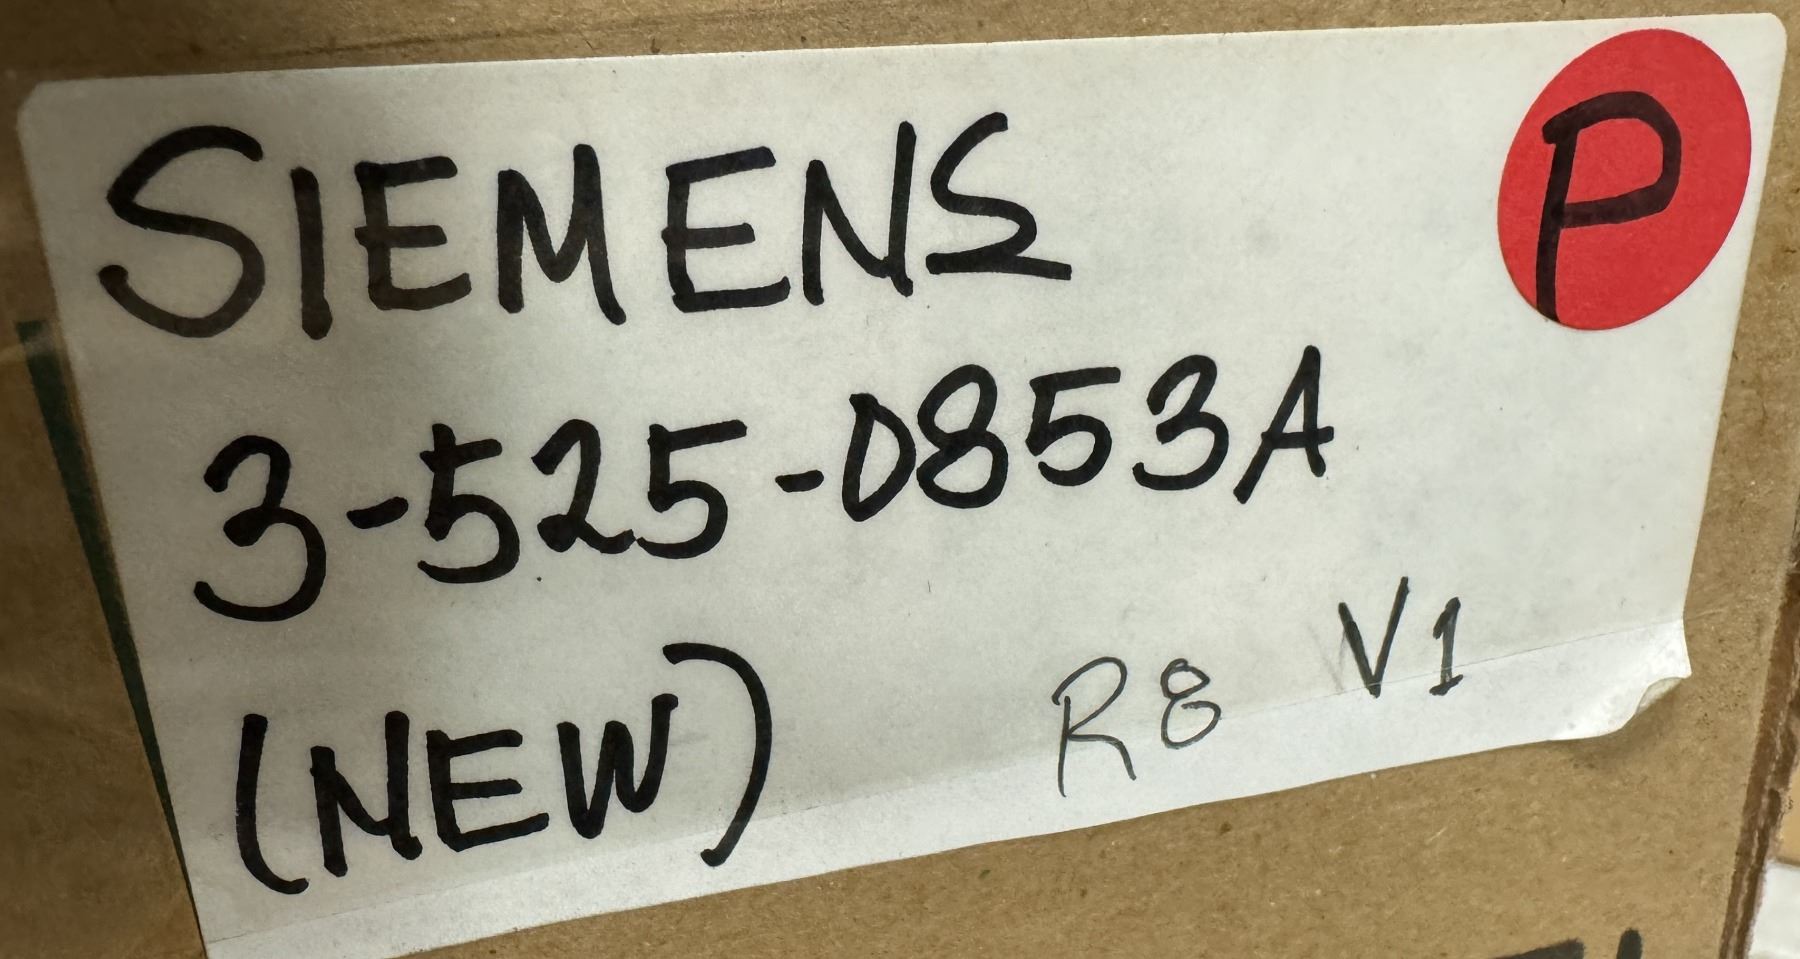 SIEMENS
P
3-525-0853A
(NEW)
R8 V1